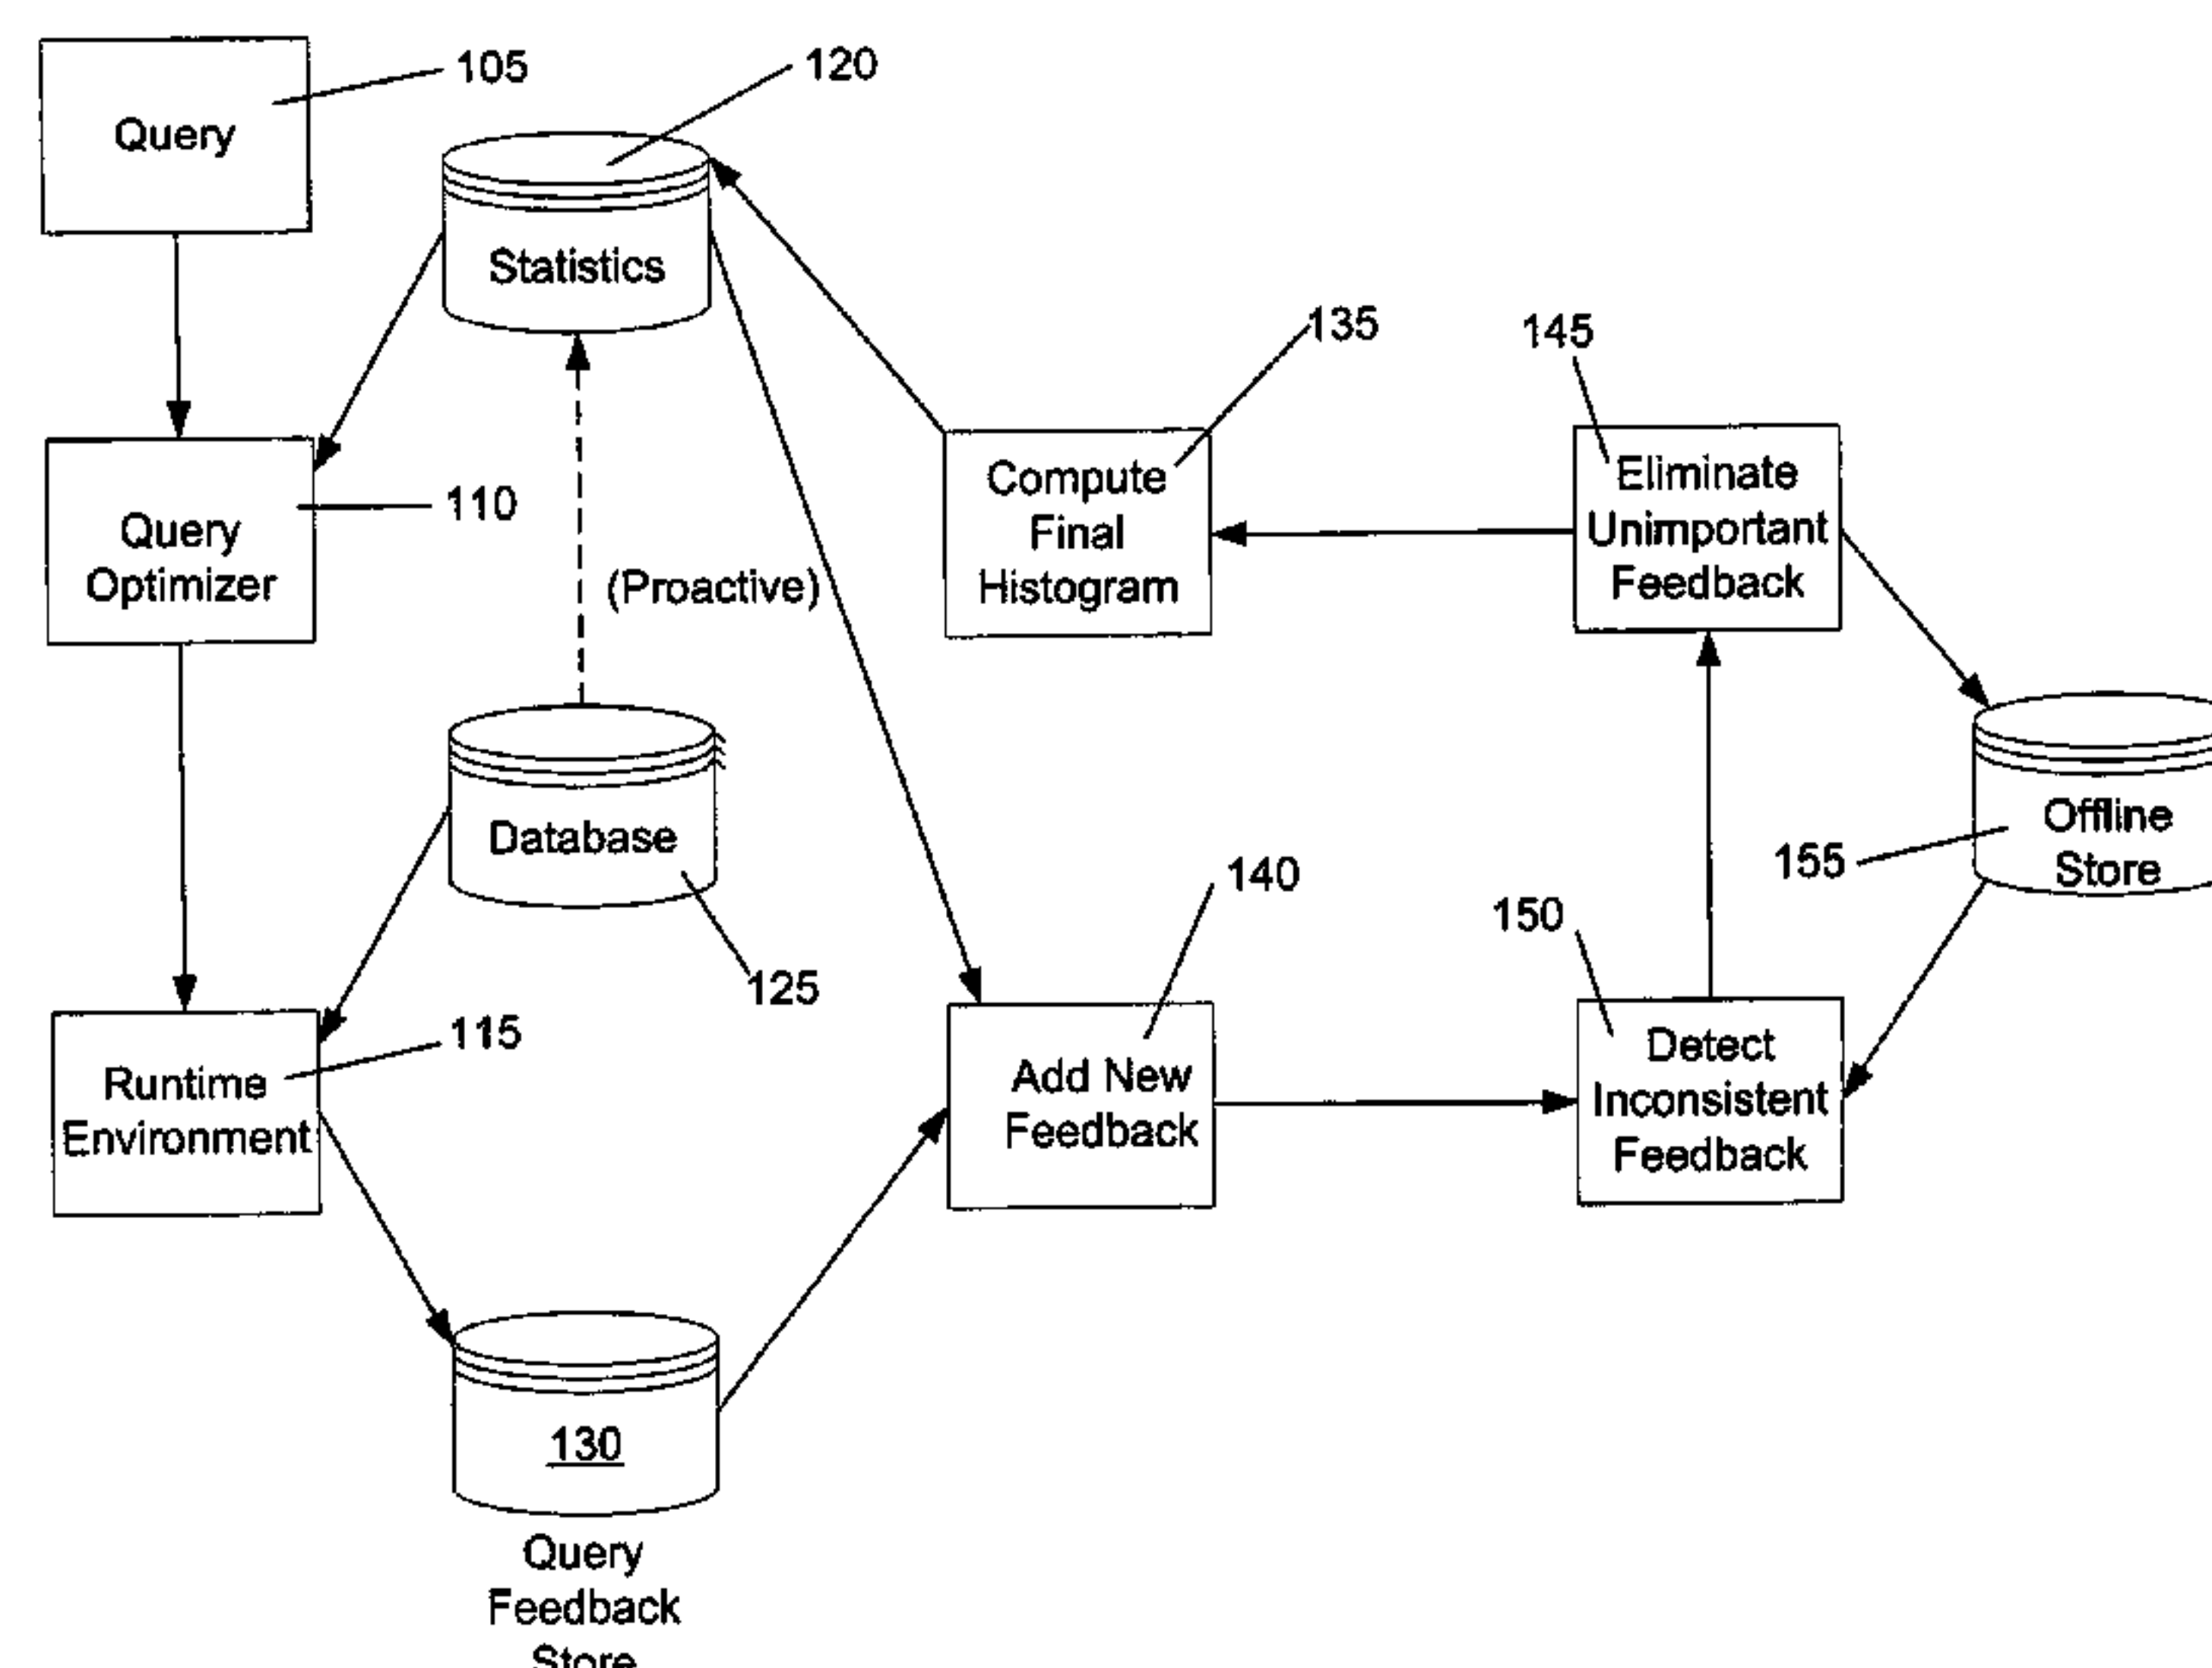 105
120
Query
Statistics
135
145
Compute
Final
Histogram
Eliminate
Unimportant
Feedback
110
Query
Optimizer
(Proactive)
Database
125
Offline
Store
155
140
150
115
Runtime
Environment
Add New
Feedback
Detect
Inconsistent
Feedback
130
Query
Feedback
Store